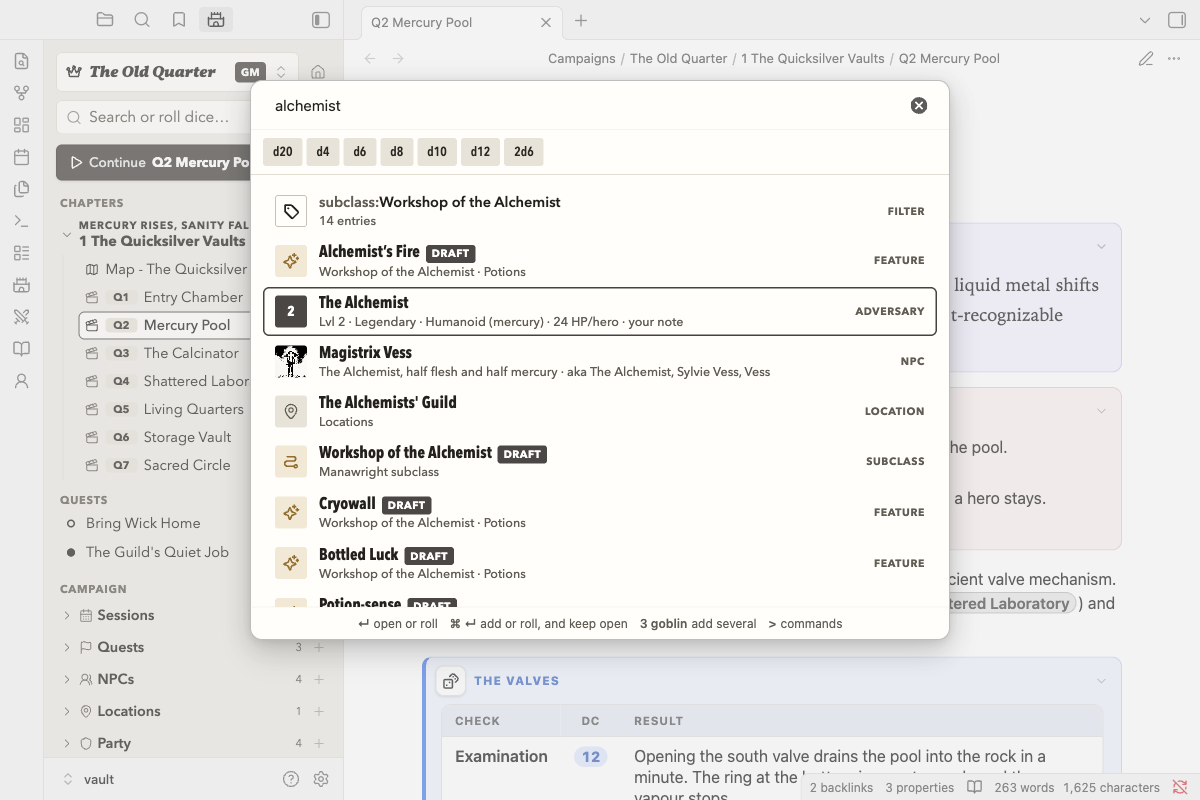 Q2 Mercury Pool
Campaigns / The Old Quarter / 1 The Quicksilver Vaults / Q2 Mercury Pool
The Old Quarter GM
Search or roll dice…
Continue Q2 Mercury Po
CHAPTERS
MERCURY RISES, SANITY FAL
1 The Quicksilver Vaults
Map - The Quicksilver
Q1 Entry Chamber
Q2 Mercury Pool
Q3 The Calcinator
Q4 Shattered Labor
Q5 Living Quarters
Q6 Storage Vault
Q7 Sacred Circle
QUESTS
Bring Wick Home
The Guild's Quiet Job
CAMPAIGN
Sessions
Quests 3
NPCs 4
Locations 1
Party 4
vault
alchemist
d20 d4 d6 d8 d10 d12 2d6
subclass:Workshop of the Alchemist
14 entries
FILTER
Alchemist's Fire DRAFT
Workshop of the Alchemist · Potions
FEATURE
2
The Alchemist
Lvl 2 · Legendary · Humanoid (mercury) · 24 HP/hero · your note
ADVERSARY
Magistrix Vess
The Alchemist, half flesh and half mercury · aka The Alchemist, Sylvie Vess, Vess
NPC
The Alchemists' Guild
Locations
LOCATION
Workshop of the Alchemist DRAFT
Manawright subclass
SUBCLASS
Cryowall DRAFT
Workshop of the Alchemist · Potions
FEATURE
Bottled Luck DRAFT
Workshop of the Alchemist · Potions
FEATURE
Potion-sense DRAFT
↵ open or roll ⌘ ↵ add or roll, and keep open 3 goblin add several > commands
liquid metal shifts
t-recognizable
he pool.
a hero stays.
cient valve mechanism.
tered Laboratory ) and
THE VALVES
CHECK DC RESULT
Examination 12 Opening the south valve drains the pool into the rock in a
minute. The ring at the
vapour stops.
2 backlinks 3 properties 263 words 1,625 characters